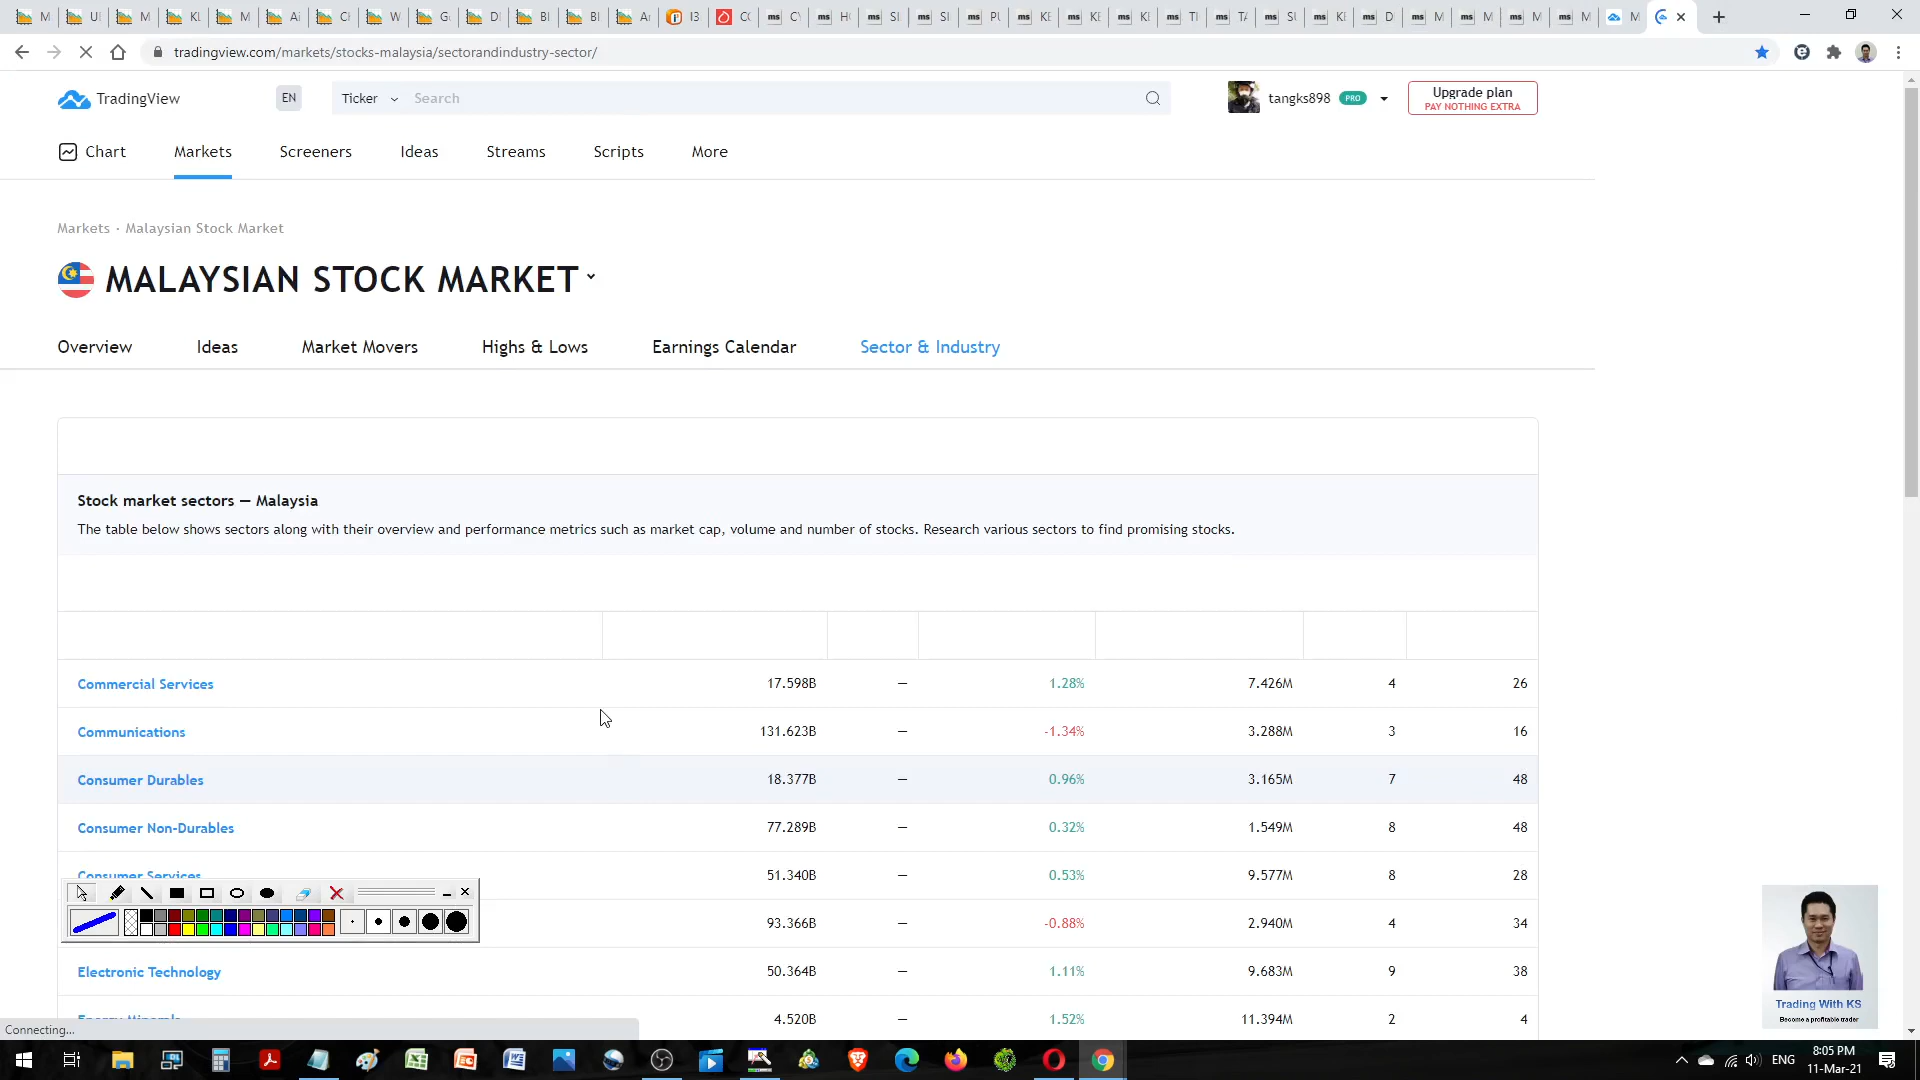 tradingview.com/markets/stocks-malaysia/sectorandindustry-sector/
TradingView
EN
Ticker
Search
tangks898
PRO
Upgrade plan
PAY NOTHING EXTRA
Chart
Markets
Screeners
Ideas
Streams
Scripts
More
Markets · Malaysian Stock Market
MALAYSIAN STOCK MARKET
Overview
Ideas
Market Movers
Highs & Lows
Earnings Calendar
Sector & Industry
Stock market sectors — Malaysia
The table below shows sectors along with their overview and performance metrics such as market cap, volume and number of stocks. Research various sectors to find promising stocks.
Commercial Services 17.598B — 1.28% 7.426M 4 26
Communications 131.623B — -1.34% 3.288M 3 16
Consumer Durables 18.377B — 0.96% 3.165M 7 48
Consumer Non-Durables 77.289B — 0.32% 1.549M 8 48
Consumer Services 51.340B — 0.53% 9.577M 8 28
93.366B — -0.88% 2.940M 4 34
Electronic Technology 50.364B — 1.11% 9.683M 9 38
Energy Minerals 4.520B — 1.52% 11.394M 2 4
Trading With KS
Become a profitable trader
Connecting...
ENG
8:05 PM
11-Mar-21